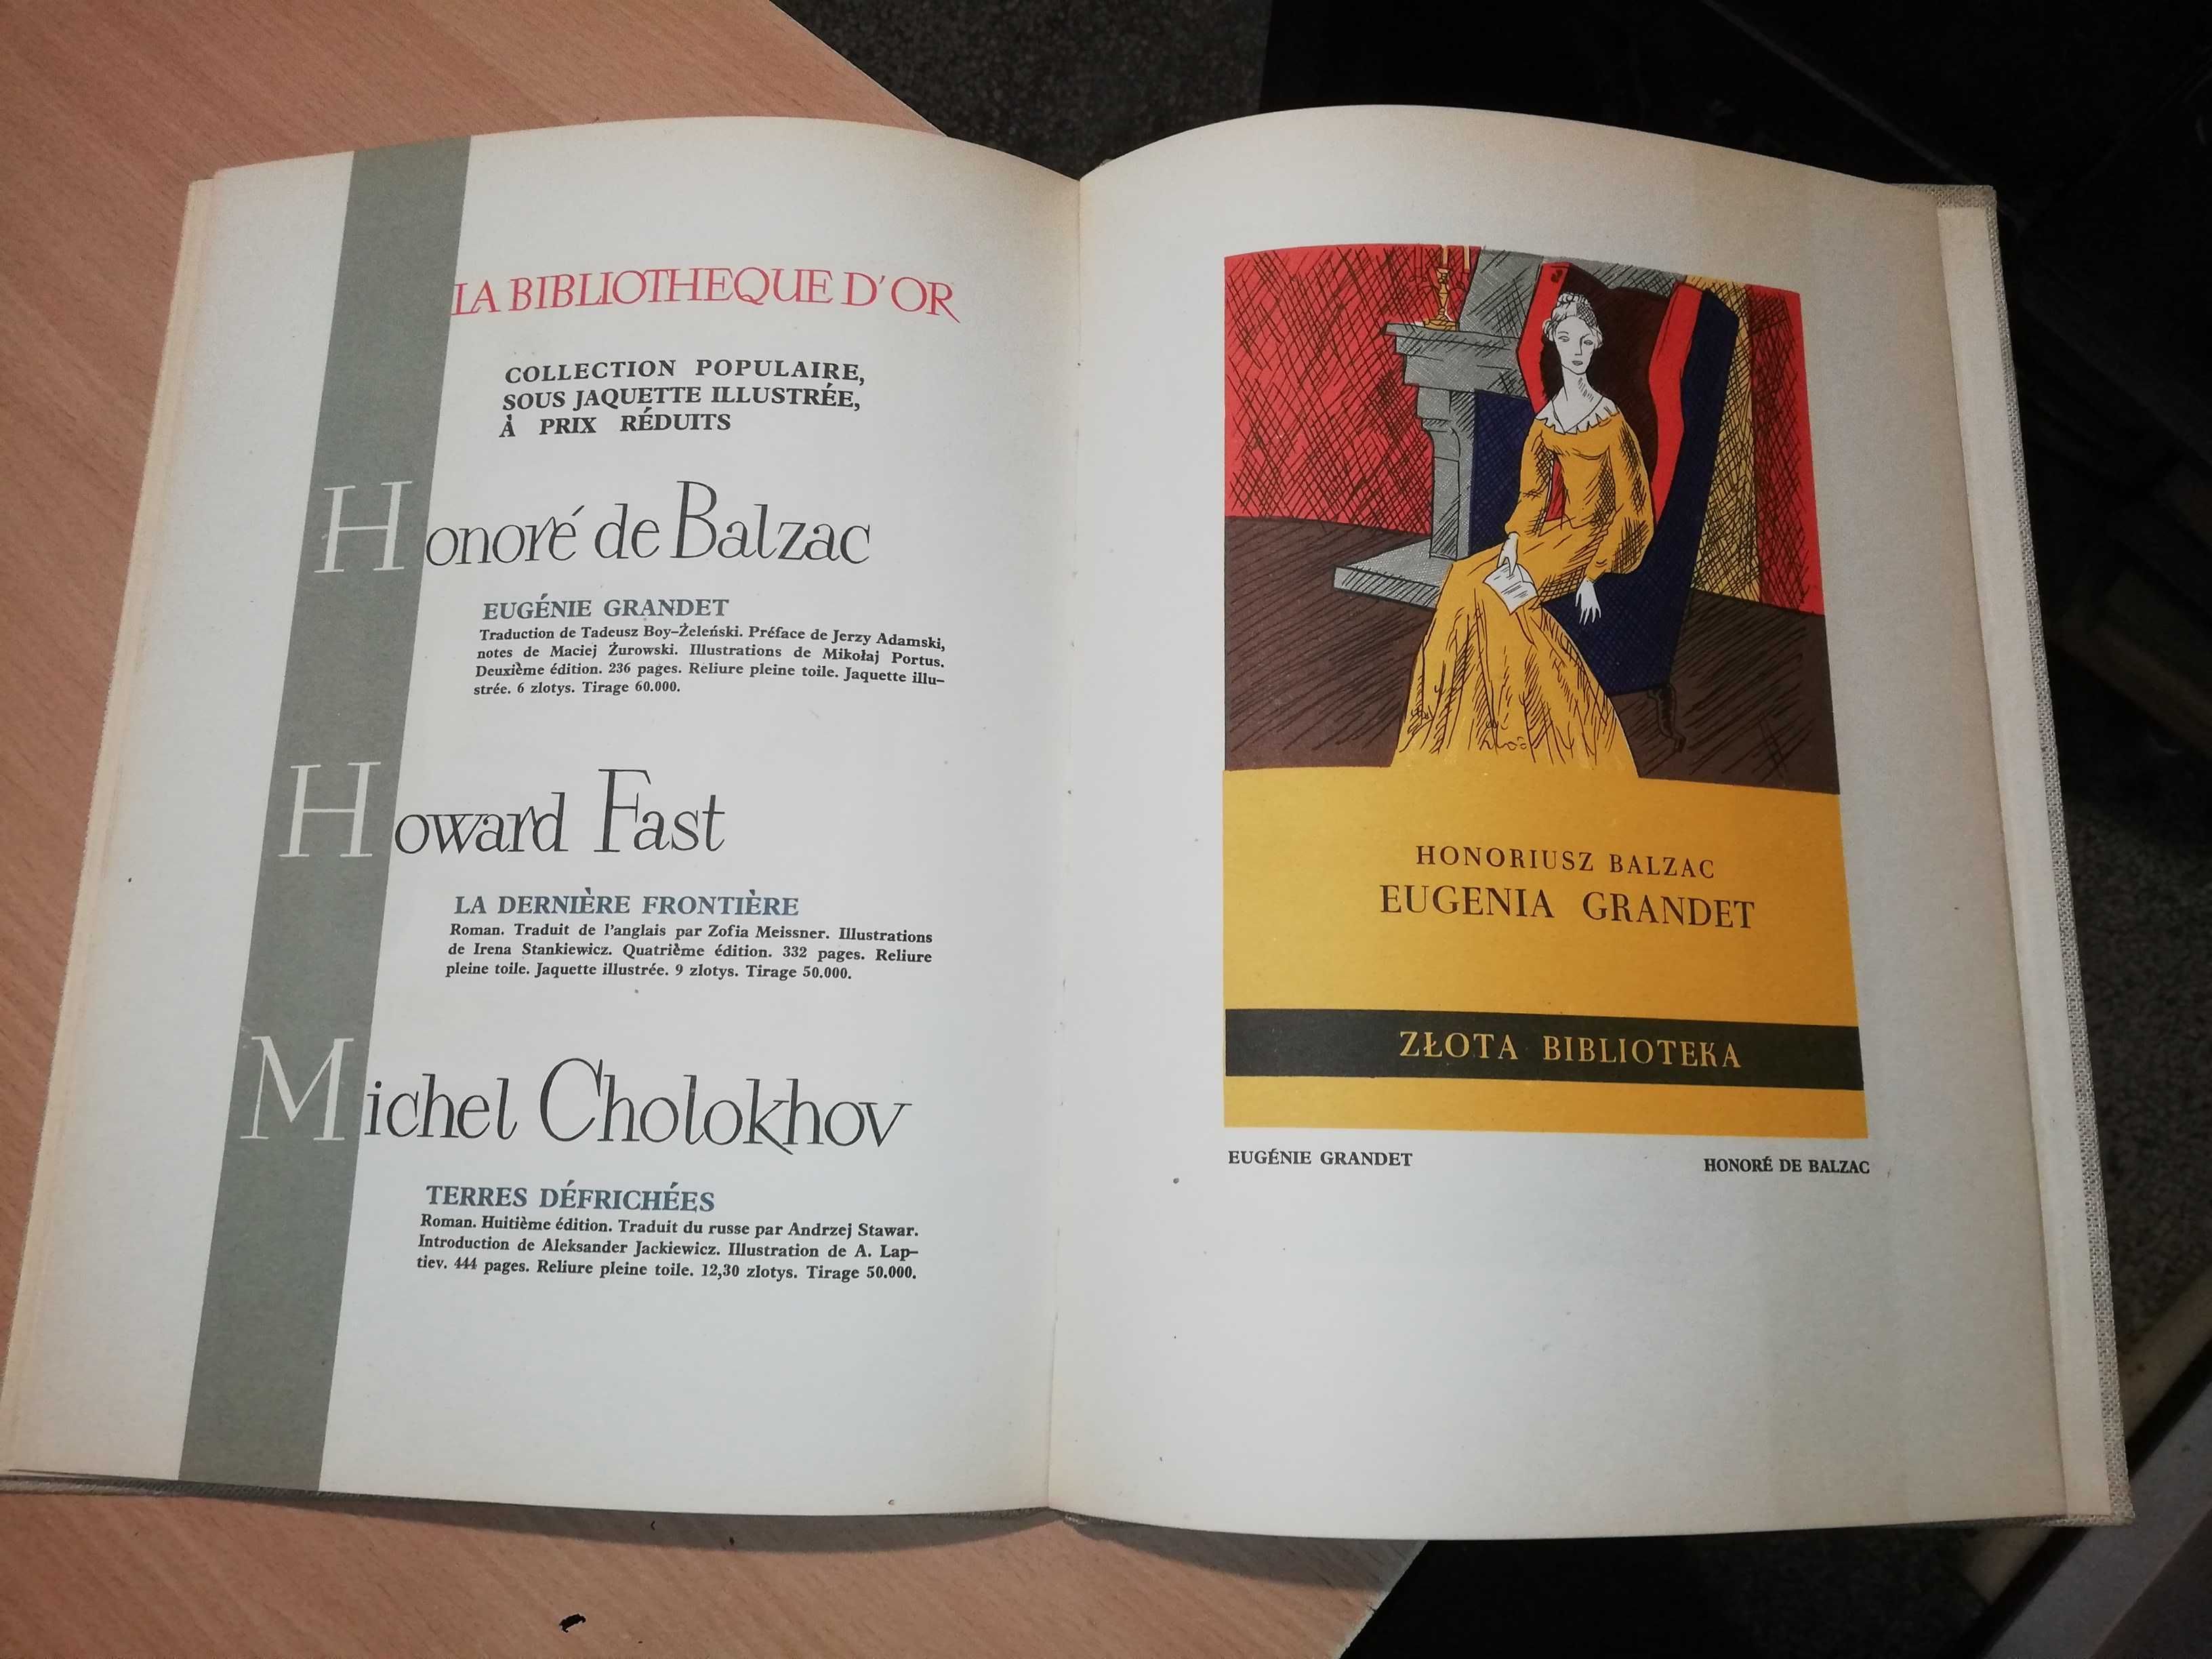 LA BIBLIOTHEQUE D'OR
COLLECTION POPULAIRE,
SOUS JAQUETTE ILLUSTRÉE,
À PRIX RÉDUITS
Honoré de Balzac
EUGÉNIE GRANDET
Traduction de Tadeusz Boy-Żeleński. Préface de Jerzy Adamski,
notes de Maciej Żurowski. Illustrations de Mikołaj Portus.
Deuxième édition. 236 pages. Reliure pleine toile. Jaquette illu-
strée. 6 zlotys. Tirage 60.000.
Howard Fast
LA DERNIÈRE FRONTIÈRE
Roman. Traduit de l'anglais par Zofia Meissner. Illustrations
de Irena Stankiewicz. Quatrième édition. 332 pages. Reliure
pleine toile. Jaquette illustrée. 9 zlotys. Tirage 50.000.
Michel Cholokhov
TERRES DÉFRICHÉES
Roman. Huitième édition. Traduit du russe par Andrzej Stawar.
Introduction de Aleksander Jackiewicz. Illustration de A. Lap-
tiev. 444 pages. Reliure pleine toile. 12,30 zlotys. Tirage 50.000.
HONORIUSZ BALZAC
EUGENIA GRANDET
ZŁOTA BIBLIOTEKA
EUGÉNIE GRANDET
HONORÉ DE BALZAC